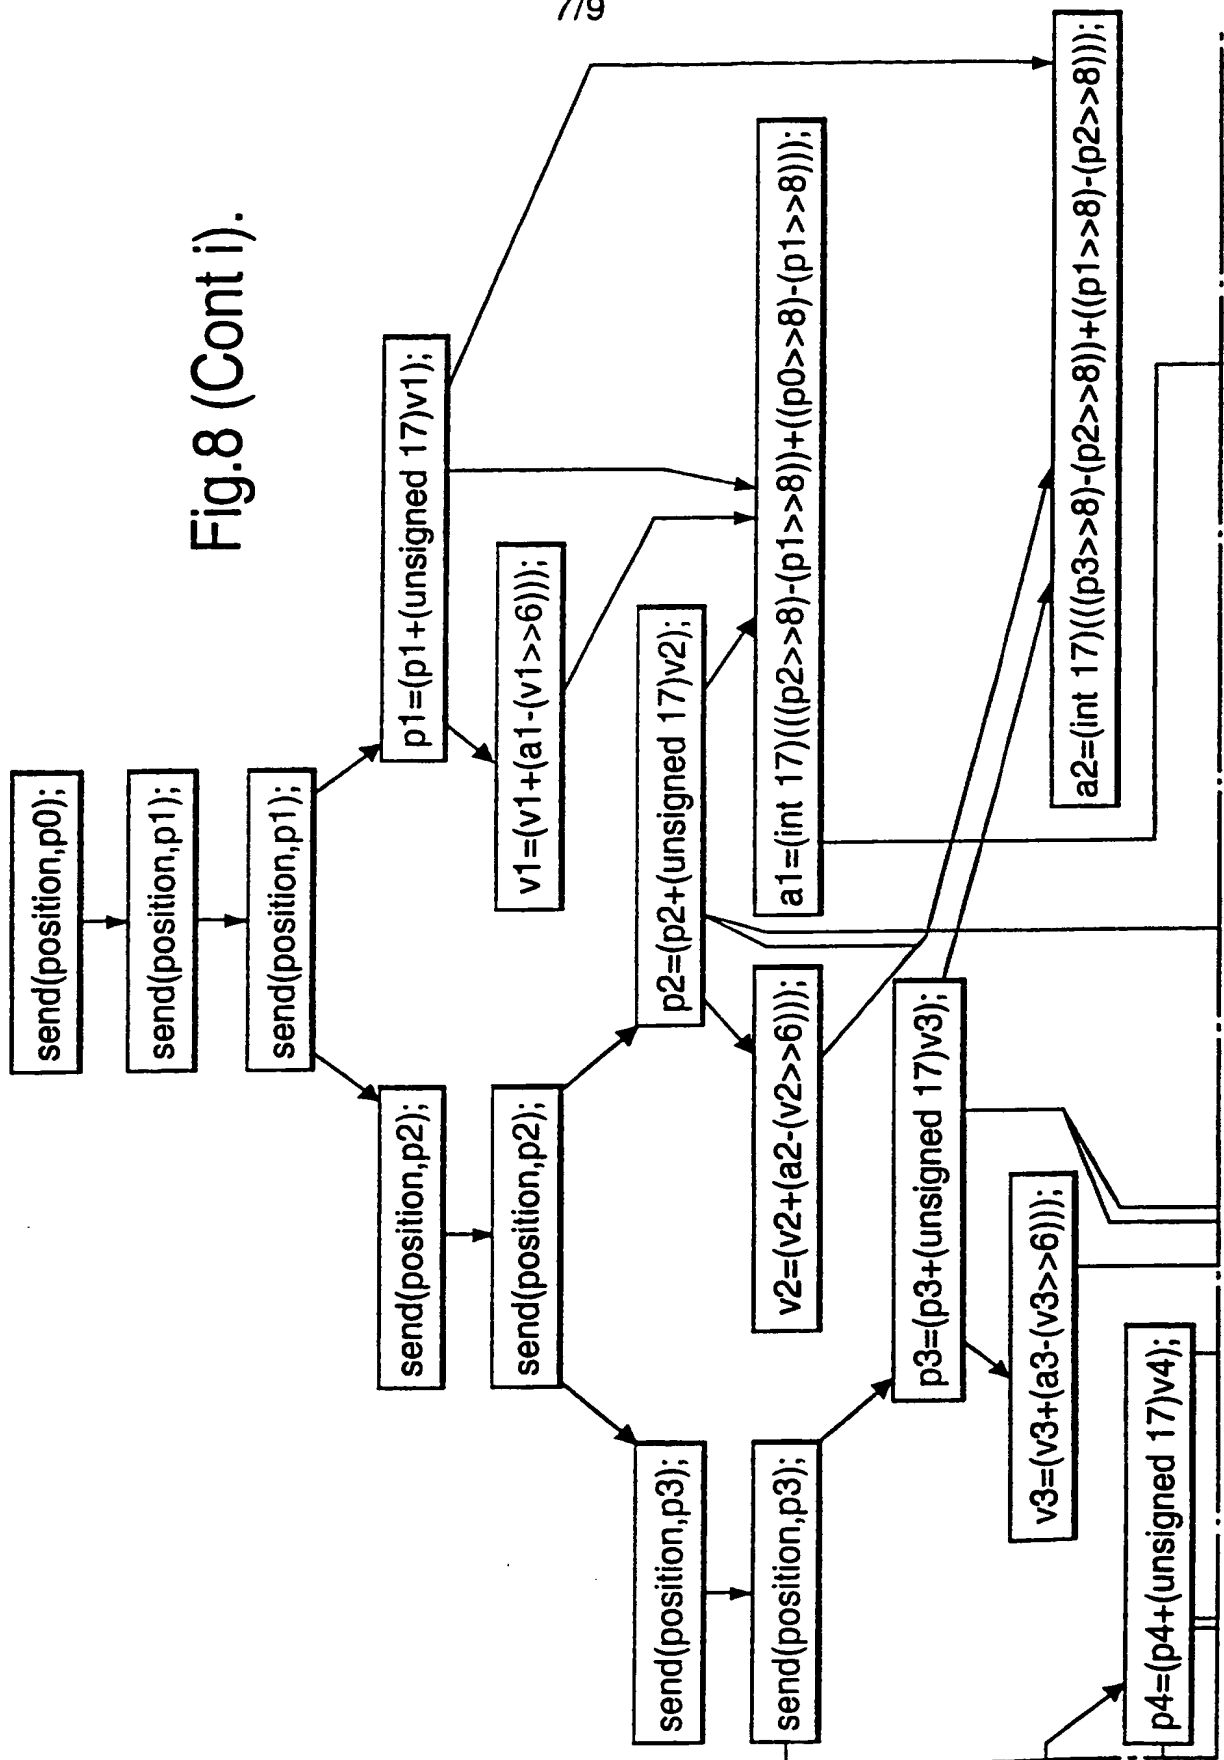 7/9
Fig.8 (Cont i).
send(position,p0);
send(position,p1);
send(position,p1);
p1=(p1+(unsigned 17)v1);
send(position,p2);
v1=(v1+(a1-(v1>>6)));
send(position,p2);
p2=(p2+(unsigned 17)v2);
send(position,p3);
a1=(int 17)(((p2>>8)-(p1>>8))+((p0>>8)-(p1>>8)));
v2=(v2+(a2-(v2>>6)));
send(position,p3);
p3=(p3+(unsigned 17)v3);
v3=(v3+(a3-(v3>>6)));
a2=(int 17)(((p3>>8)-(p2>>8))+((p1>>8)-(p2>>8)));
p4=(p4+(unsigned 17)v4);